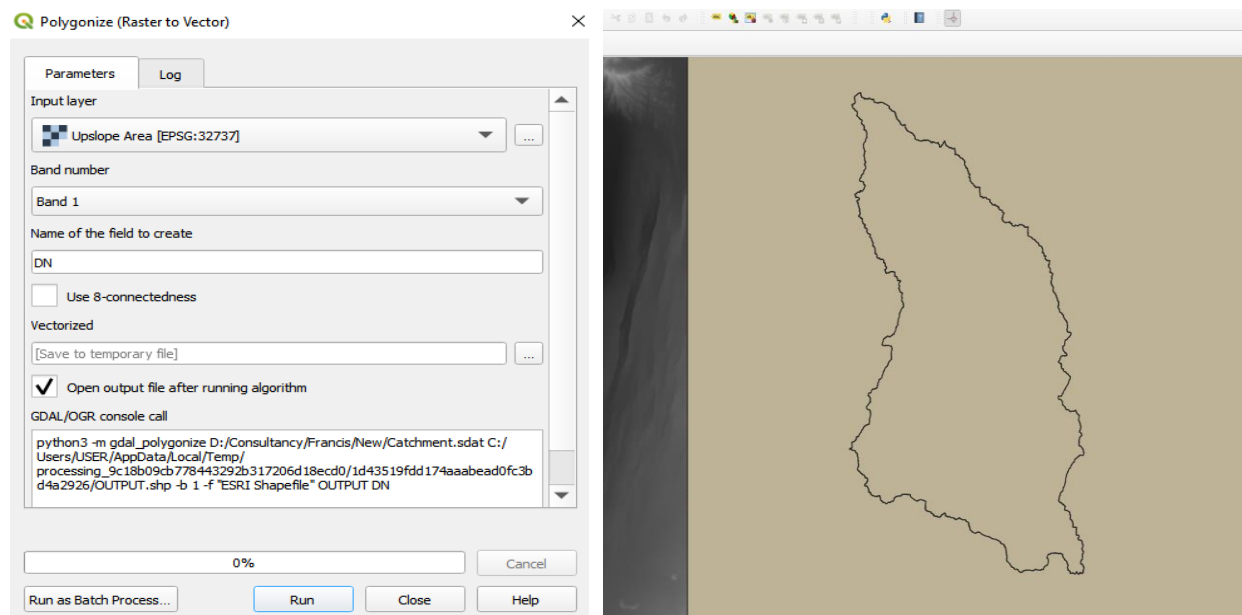 Polygonize (Raster to Vector)
Parameters
Log
Input layer
Upslope Area [EPSG:32737]
...
Band number
Band 1
Name of the field to create
DN
Use 8-connectedness
Vectorized
[Save to temporary file]
...
Open output file after running algorithm
GDAL/OGR console call
python3 -m gdal_polygonize D:/Consultancy/Francis/New/Catchment.sdat C:/
Users/USER/AppData/Local/Temp/
processing_9c18b09cb778443292b317206d18ecd0/1d43519fdd174aaabead0fc3b
d4a2926/OUTPUT.shp -b 1 -f "ESRI Shapefile" OUTPUT DN
0%
Cancel
Run as Batch Process...
Run
Close
Help